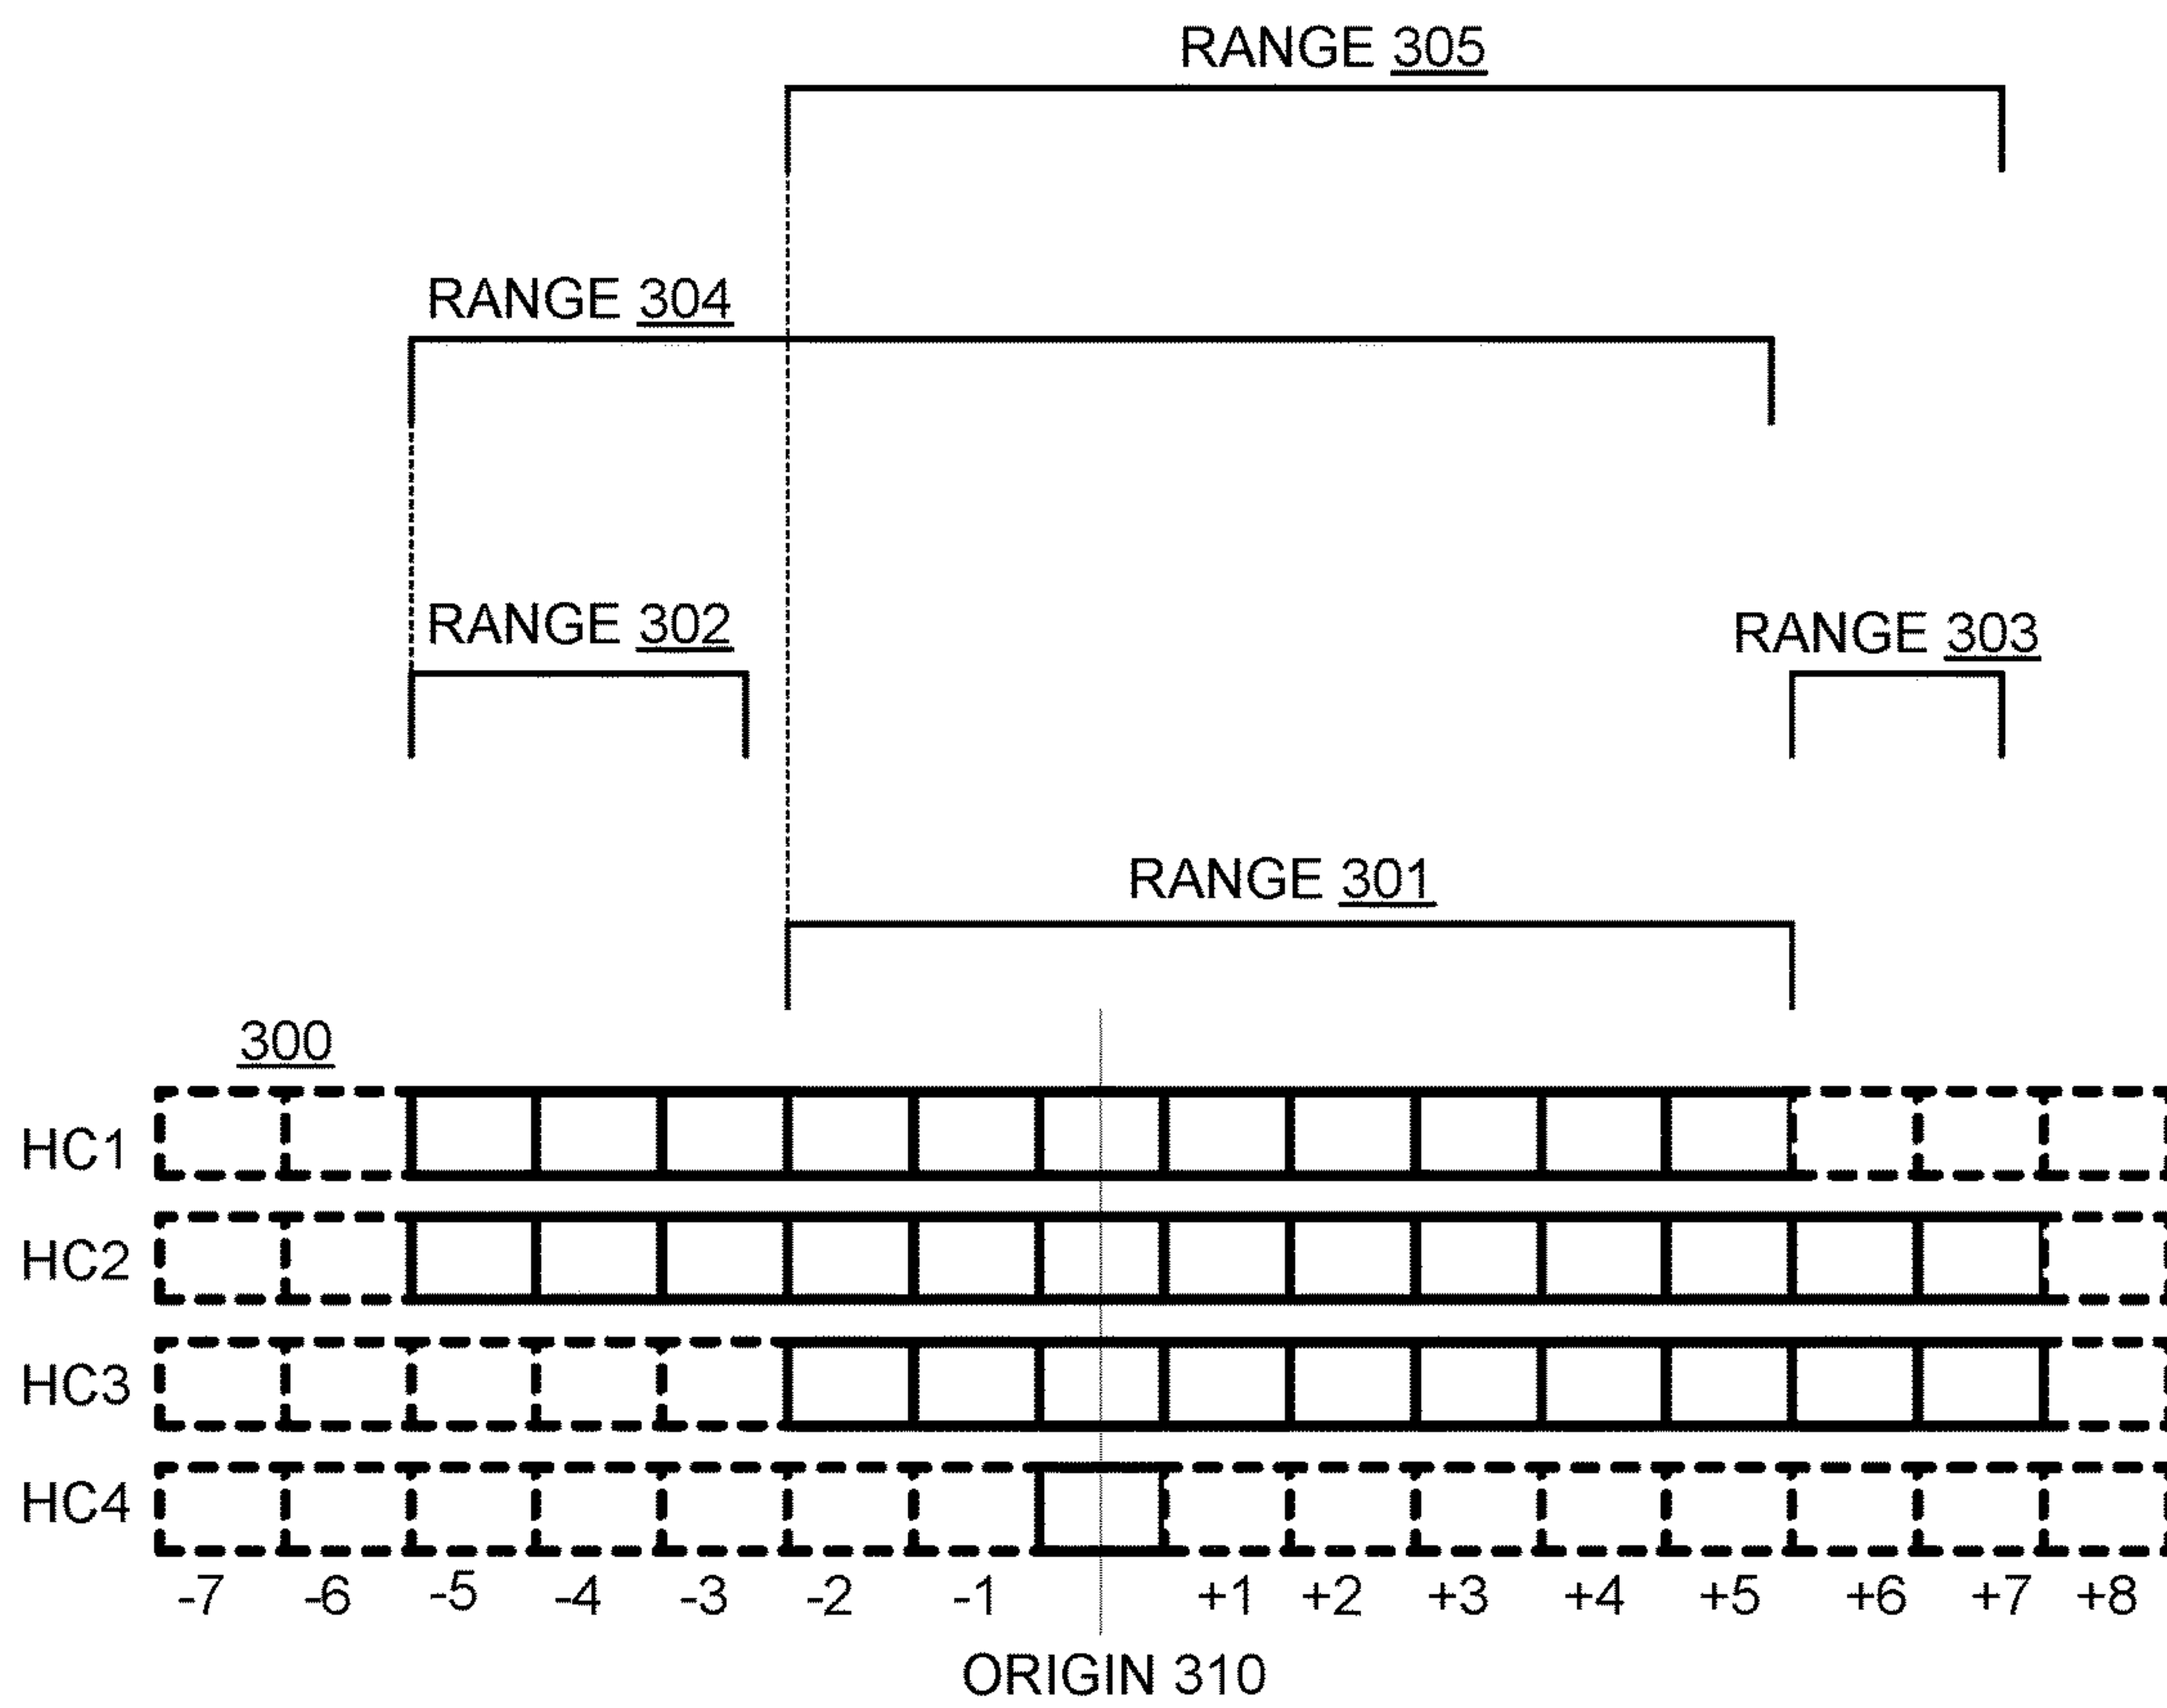 RANGE 305
RANGE 304
RANGE 302
RANGE 303
RANGE 301
300
HC1
HC2
HC3
HC4
-7 -6 -5 -4 -3 -2 -1 +1 +2 +3 +4 +5 +6 +7 +8
ORIGIN 310